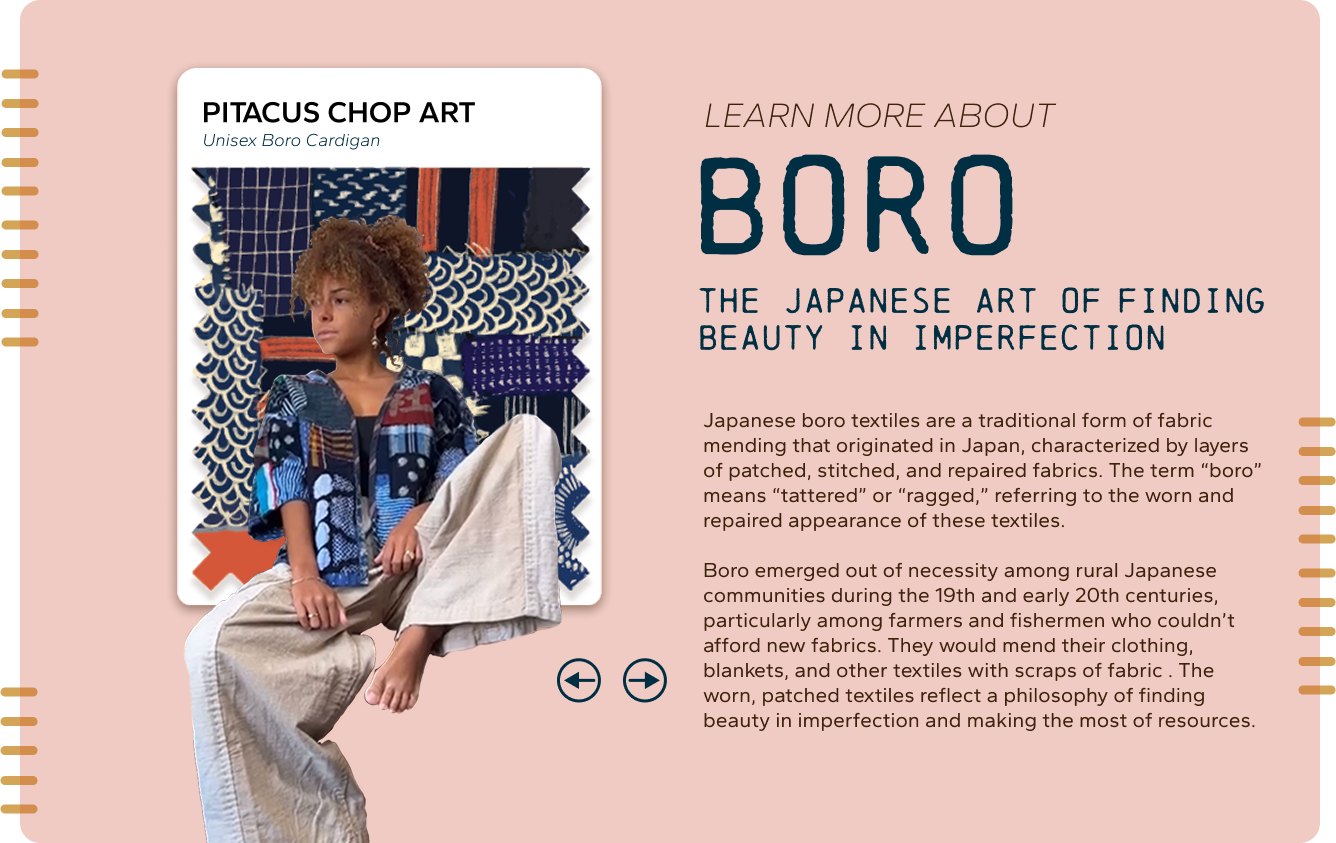 PITACUS CHOP ART
Unisex Boro Cardigan
LEARN MORE ABOUT
BORO
THE JAPANESE ART OF FINDING
BEAUTY IN IMPERFECTION
Japanese boro textiles are a traditional form of fabric
mending that originated in Japan, characterized by layers
of patched, stitched, and repaired fabrics. The term “boro”
means “tattered” or “ragged,” referring to the worn and
repaired appearance of these textiles.
Boro emerged out of necessity among rural Japanese
communities during the 19th and early 20th centuries,
particularly among farmers and fishermen who couldn’t
afford new fabrics. They would mend their clothing,
blankets, and other textiles with scraps of fabric . The
worn, patched textiles reflect a philosophy of finding
beauty in imperfection and making the most of resources.